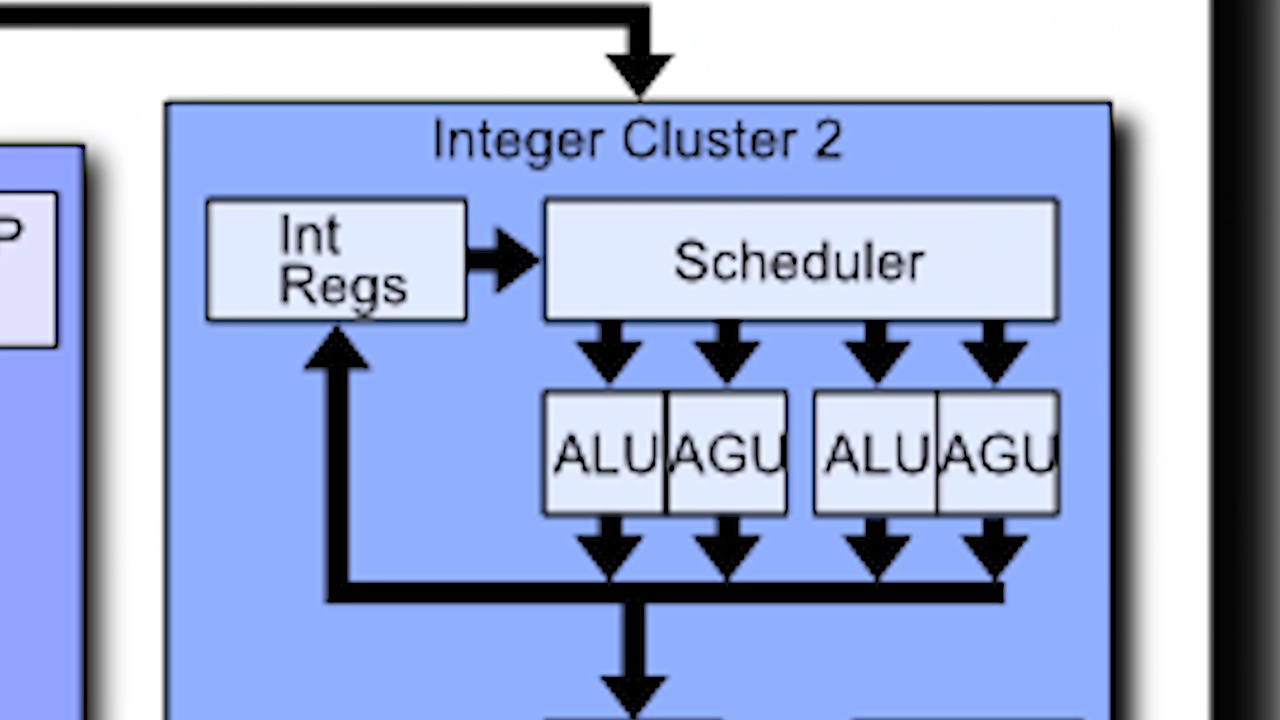 Integer Cluster 2
P
Int
Regs
Scheduler
ALU AGU ALU AGU